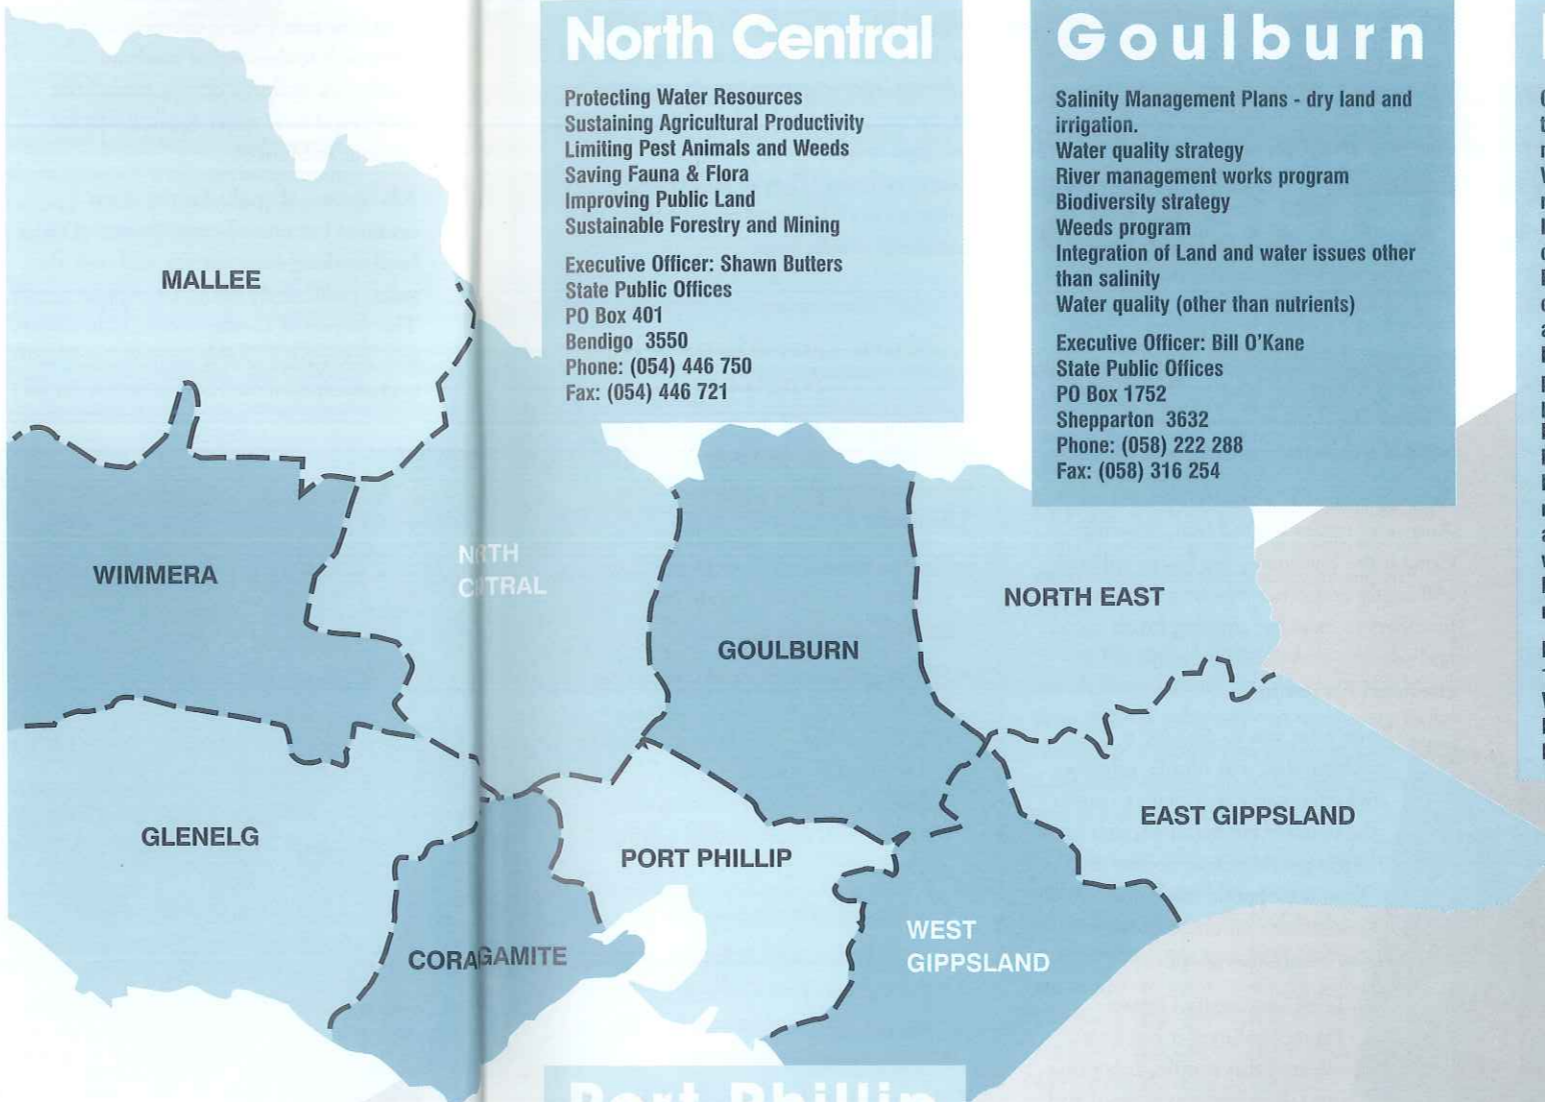 North Central
Protecting Water Resources
Sustaining Agricultural Productivity
Limiting Pest Animals and Weeds
Saving Fauna & Flora
Improving Public Land
Sustainable Forestry and Mining
Executive Officer: Shawn Butters
State Public Offices
PO Box 401
Bendigo 3550
Phone: (054) 446 750
Fax: (054) 446 721
Goulburn
Salinity Management Plans - dry land and
irrigation.
Water quality strategy
River management works program
Biodiversity strategy
Weeds program
Integration of Land and water issues other
than salinity
Water quality (other than nutrients)
Executive Officer: Bill O'Kane
State Public Offices
PO Box 1752
Shepparton 3632
Phone: (058) 222 288
Fax: (058) 316 254
MALLEE
WIMMERA
GOULBURN
NORTH EAST
GLENELG
PORT PHILLIP
EAST GIPPSLAND
CORAGAMITE
WEST
GIPPSLAND
Port Phillip